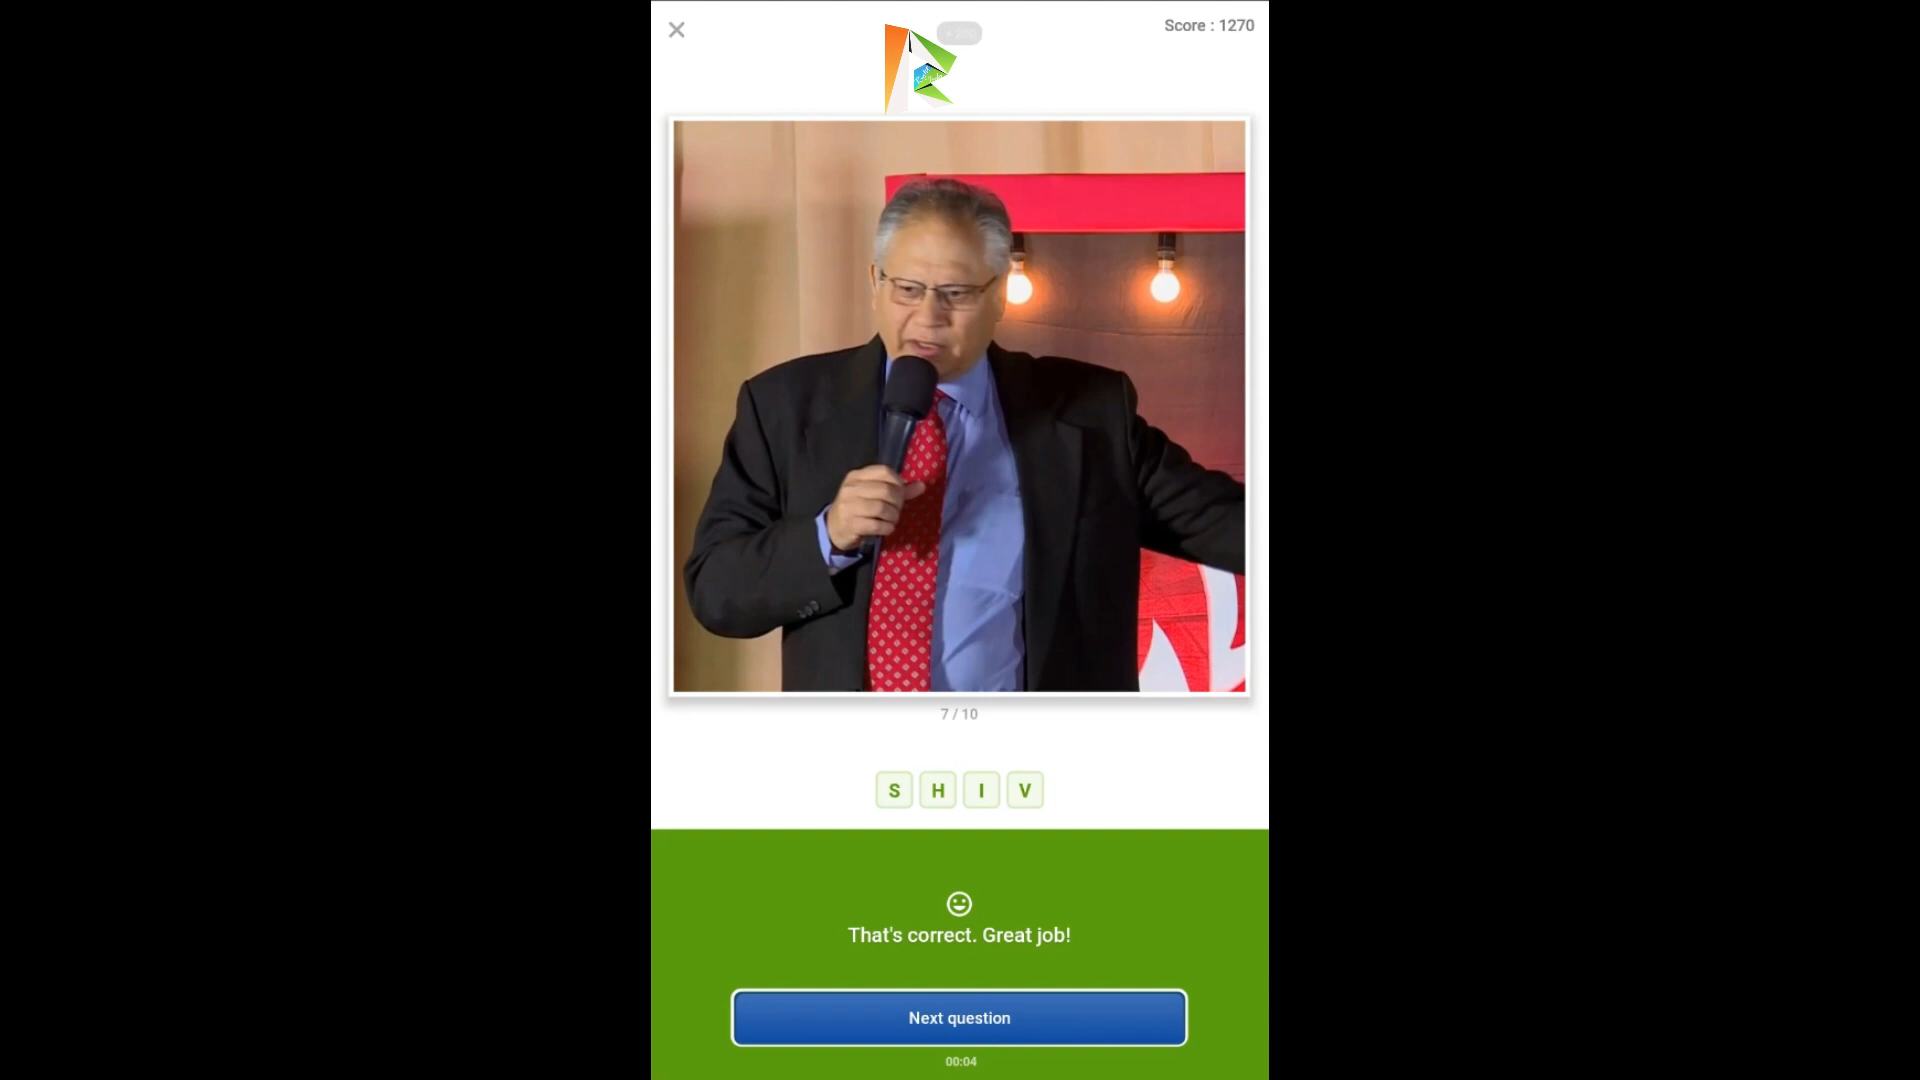 Score : 1270
7 / 10
S H I V
That's correct. Great job!
Next question
00:04